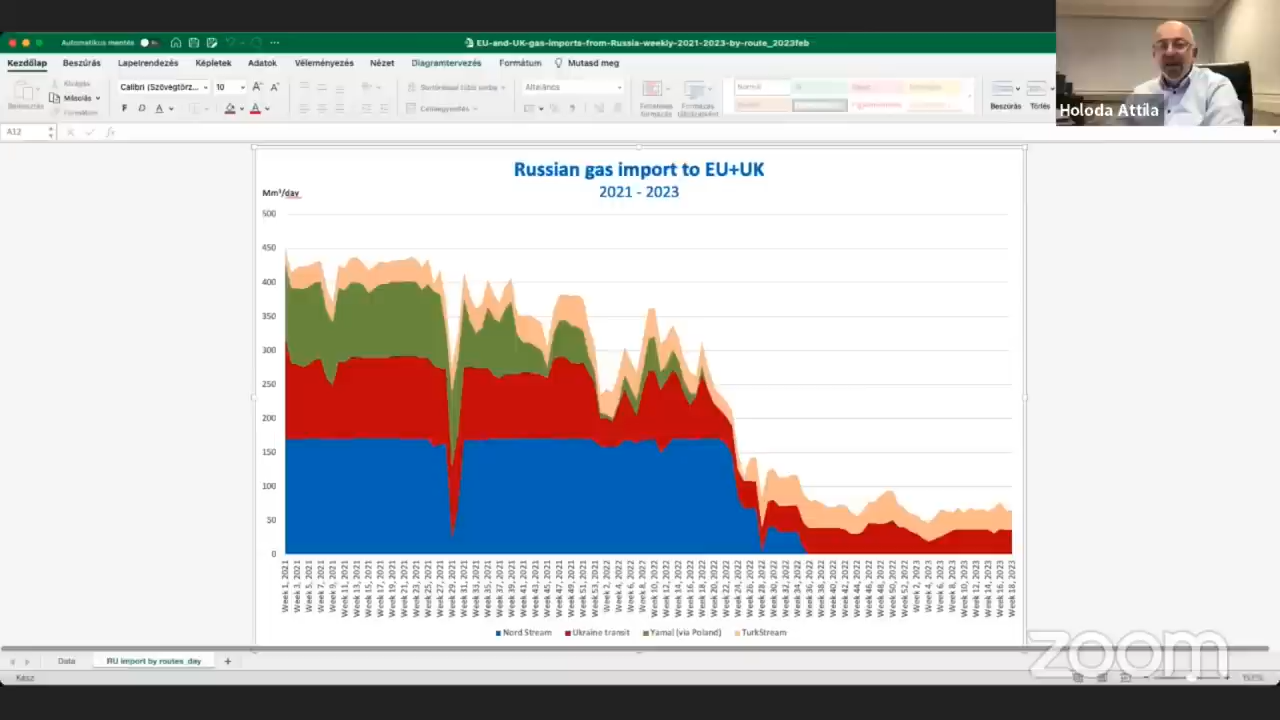 Automatikus mentés
EU-and-UK-gas-imports-from-Russia-weekly-2021-2023-by-route_2023feb
Kezdőlap Beszúrás Laprendezés Képletek Adatok Véleményezés Nézet Diagramtervezés Formátum Mutasd meg
Calibri (Szövegtörz... 10
Másolás
Általános
Normál
Beszúrás Törlés
F D A
A12
fx
Holoda Attila
Russian gas import to EU+UK
2021 - 2023
Mm³/day
500
450
400
350
300
250
200
150
100
50
0
Week 1, 2021
Week 3, 2021
Week 5, 2021
Week 7, 2021
Week 9, 2021
Week 11, 2021
Week 13, 2021
Week 15, 2021
Week 17, 2021
Week 19, 2021
Week 21, 2021
Week 23, 2021
Week 25, 2021
Week 27, 2021
Week 29, 2021
Week 31, 2021
Week 33, 2021
Week 35, 2021
Week 37, 2021
Week 39, 2021
Week 41, 2021
Week 43, 2021
Week 45, 2021
Week 47, 2021
Week 49, 2021
Week 51, 2021
Week 53, 2021
Week 2, 2022
Week 4, 2022
Week 6, 2022
Week 8, 2022
Week 10, 2022
Week 12, 2022
Week 14, 2022
Week 16, 2022
Week 18, 2022
Week 20, 2022
Week 22, 2022
Week 24, 2022
Week 26, 2022
Week 28, 2022
Week 30, 2022
Week 32, 2022
Week 34, 2022
Week 36, 2022
Week 38, 2022
Week 40, 2022
Week 42, 2022
Week 44, 2022
Week 46, 2022
Week 48, 2022
Week 50, 2022
Week 52, 2022
Week 2, 2023
Week 4, 2023
Week 6, 2023
Week 8, 2023
Week 10, 2023
Week 12, 2023
Week 14, 2023
Week 16, 2023
Week 18, 2023
Nord Stream Ukraine transit Yamal (via Poland) TurkStream
Data RU import by routes_day +
Kész
zoom